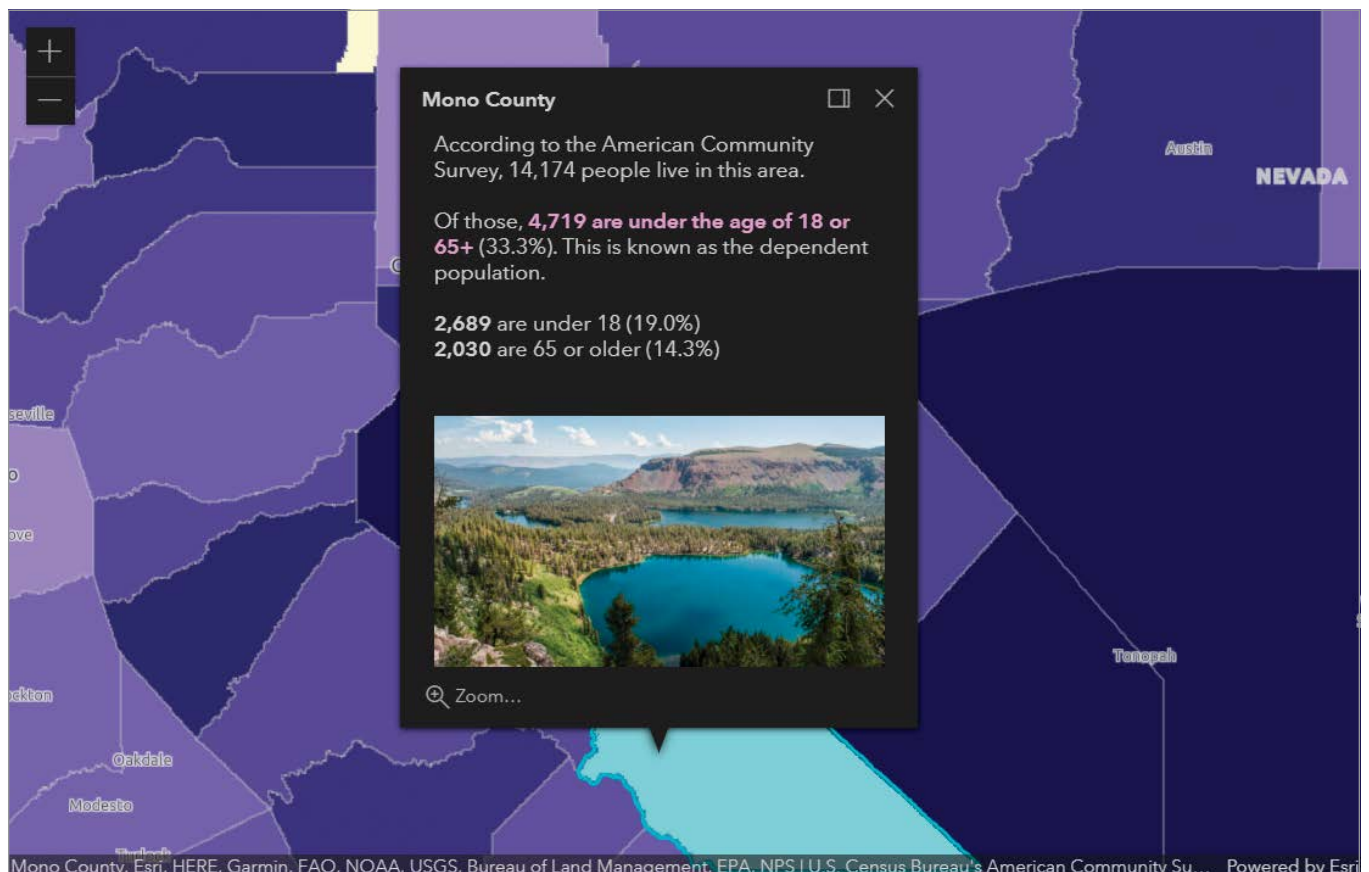 Mono County
According to the American Community
Survey, 14,174 people live in this area.
Of those, 4,719 are under the age of 18 or
65+ (33.3%). This is known as the dependent
population.
2,689 are under 18 (19.0%)
2,030 are 65 or older (14.3%)
Zoom...
Austin
NEVADA
seville
ove
Tonopah
ckton
Oakdale
Modesto
Turlock
Mono County, Esri, HERE, Garmin, FAO, NOAA, USGS, Bureau of Land Management, EPA, NPS | U.S. Census Bureau's American Community Su... Powered by Esri